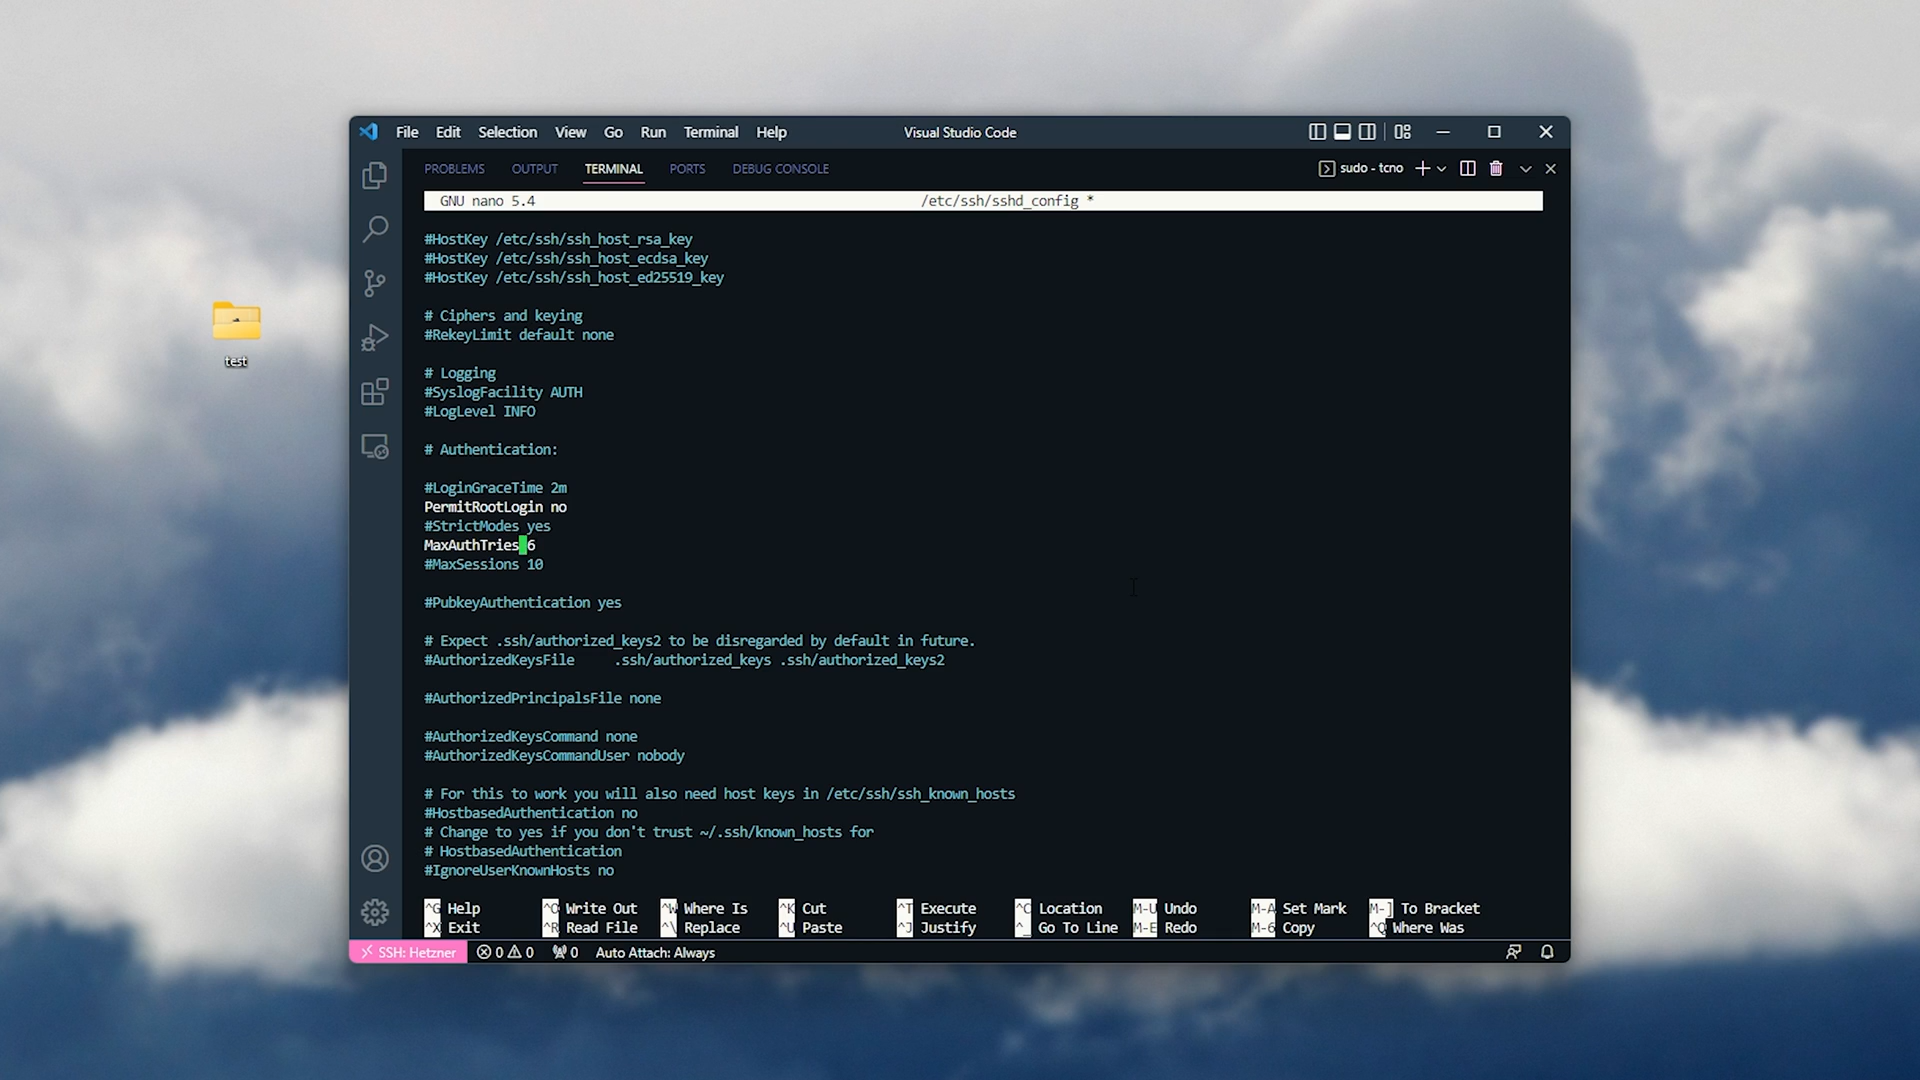 File Edit Selection View Go Run Terminal Help Visual Studio Code
PROBLEMS OUTPUT TERMINAL PORTS DEBUG CONSOLE sudo - tcno
GNU nano 5.4 /etc/ssh/sshd_config *
#HostKey /etc/ssh/ssh_host_rsa_key
#HostKey /etc/ssh/ssh_host_ecdsa_key
#HostKey /etc/ssh/ssh_host_ed25519_key
# Ciphers and keying
#RekeyLimit default none
# Logging
#SyslogFacility AUTH
#LogLevel INFO
# Authentication:
#LoginGraceTime 2m
PermitRootLogin no
#StrictModes yes
MaxAuthTries 6
#MaxSessions 10
#PubkeyAuthentication yes
# Expect .ssh/authorized_keys2 to be disregarded by default in future.
#AuthorizedKeysFile .ssh/authorized_keys .ssh/authorized_keys2
#AuthorizedPrincipalsFile none
#AuthorizedKeysCommand none
#AuthorizedKeysCommandUser nobody
# For this to work you will also need host keys in /etc/ssh/ssh_known_hosts
#HostbasedAuthentication no
# Change to yes if you don't trust ~/.ssh/known_hosts for
# HostbasedAuthentication
#IgnoreUserKnownHosts no
^G Help ^O Write Out ^W Where Is ^K Cut ^T Execute ^C Location M-U Undo M-A Set Mark M-] To Bracket
^X Exit ^R Read File ^\ Replace ^U Paste ^J Justify ^_ Go To Line M-E Redo M-6 Copy ^Q Where Was
SSH: Hetzner 0 0 0 Auto Attach: Always
test